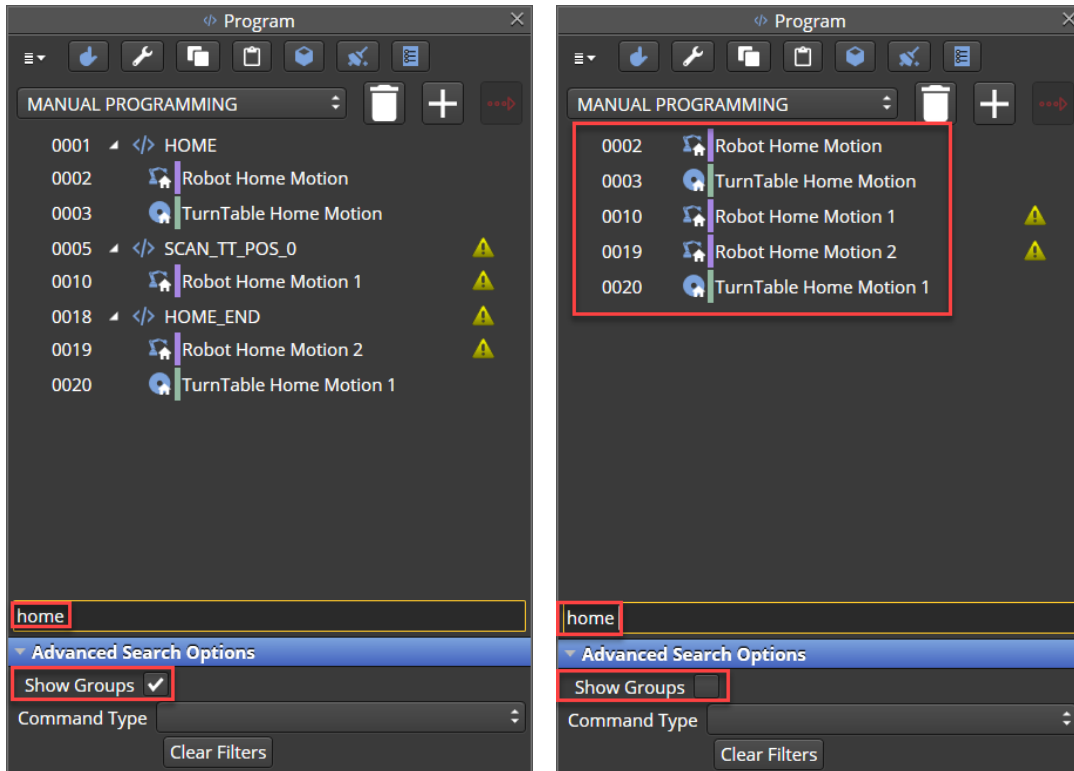 Program
MANUAL PROGRAMMING
0001 HOME
0002 Robot Home Motion
0003 TurnTable Home Motion
0005 SCAN_TT_POS_0
0010 Robot Home Motion 1
0018 HOME_END
0019 Robot Home Motion 2
0020 TurnTable Home Motion 1
home
Advanced Search Options
Show Groups
Command Type
Clear Filters
Program
MANUAL PROGRAMMING
0002 Robot Home Motion
0003 TurnTable Home Motion
0010 Robot Home Motion 1
0019 Robot Home Motion 2
0020 TurnTable Home Motion 1
home
Advanced Search Options
Show Groups
Command Type
Clear Filters